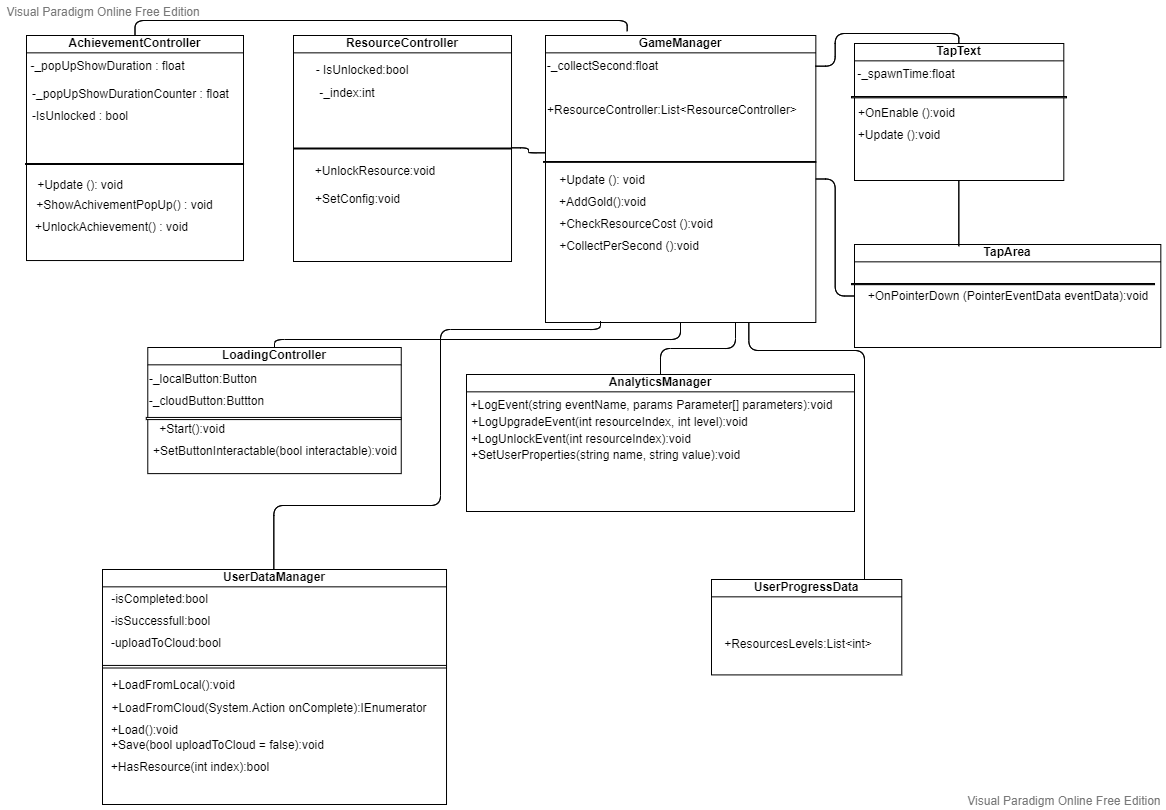 Visual Paradigm Online Free Edition
AchievementController
-_popUpShowDuration : float
-_popUpShowDurationCounter : float
-IsUnlocked : bool
+Update (): void
+ShowAchivementPopUp() : void
+UnlockAchievement() : void
ResourceController
- IsUnlocked:bool
-_index:int
+UnlockResource:void
+SetConfig:void
GameManager
-_collectSecond:float
+ResourceController:List<ResourceController>
+Update (): void
+AddGold():void
+CheckResourceCost ():void
+CollectPerSecond ():void
TapText
-_spawnTime:float
+OnEnable ():void
+Update ():void
TapArea
+OnPointerDown (PointerEventData eventData):void
LoadingController
-_localButton:Button
-_cloudButton:Buttton
+Start():void
+SetButtonInteractable(bool interactable):void
AnalyticsManager
+LogEvent(string eventName, params Parameter[] parameters):void
+LogUpgradeEvent(int resourceIndex, int level):void
+LogUnlockEvent(int resourceIndex):void
+SetUserProperties(string name, string value):void
UserDataManager
-isCompleted:bool
-isSuccessfull:bool
-uploadToCloud:bool
+LoadFromLocal():void
+LoadFromCloud(System.Action onComplete):IEnumerator
+Load():void
+Save(bool uploadToCloud = false):void
+HasResource(int index):bool
UserProgressData
+ResourcesLevels:List<int>
Visual Paradigm Online Free Edition